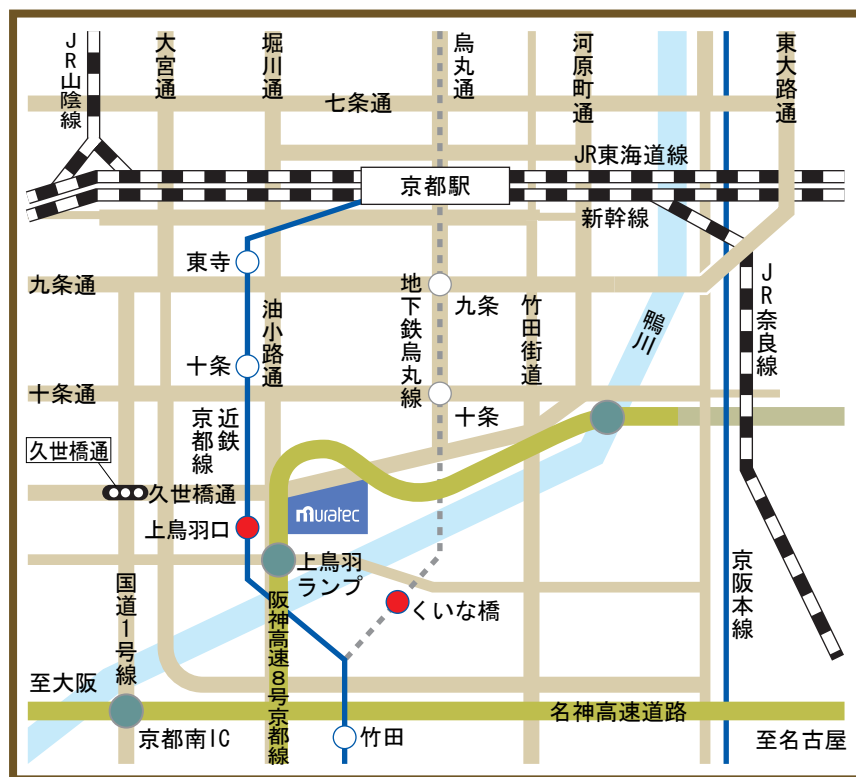 JR山陰線
大宮通
堀川通
烏丸通
河原町通
東大路通
七条通
JR東海道線
京都駅
新幹線
東寺
九条通
油小路通
地下鉄烏丸線
九条
竹田街道
鴨川
JR奈良線
十条
十条通
近鉄
京都線
十条
久世橋通
久世橋通
muratec
上鳥羽口
上鳥羽
ランプ
くいな橋
京阪本線
国道1号線
阪神高速8号京都線
至大阪
名神高速道路
京都南IC
竹田
至名古屋